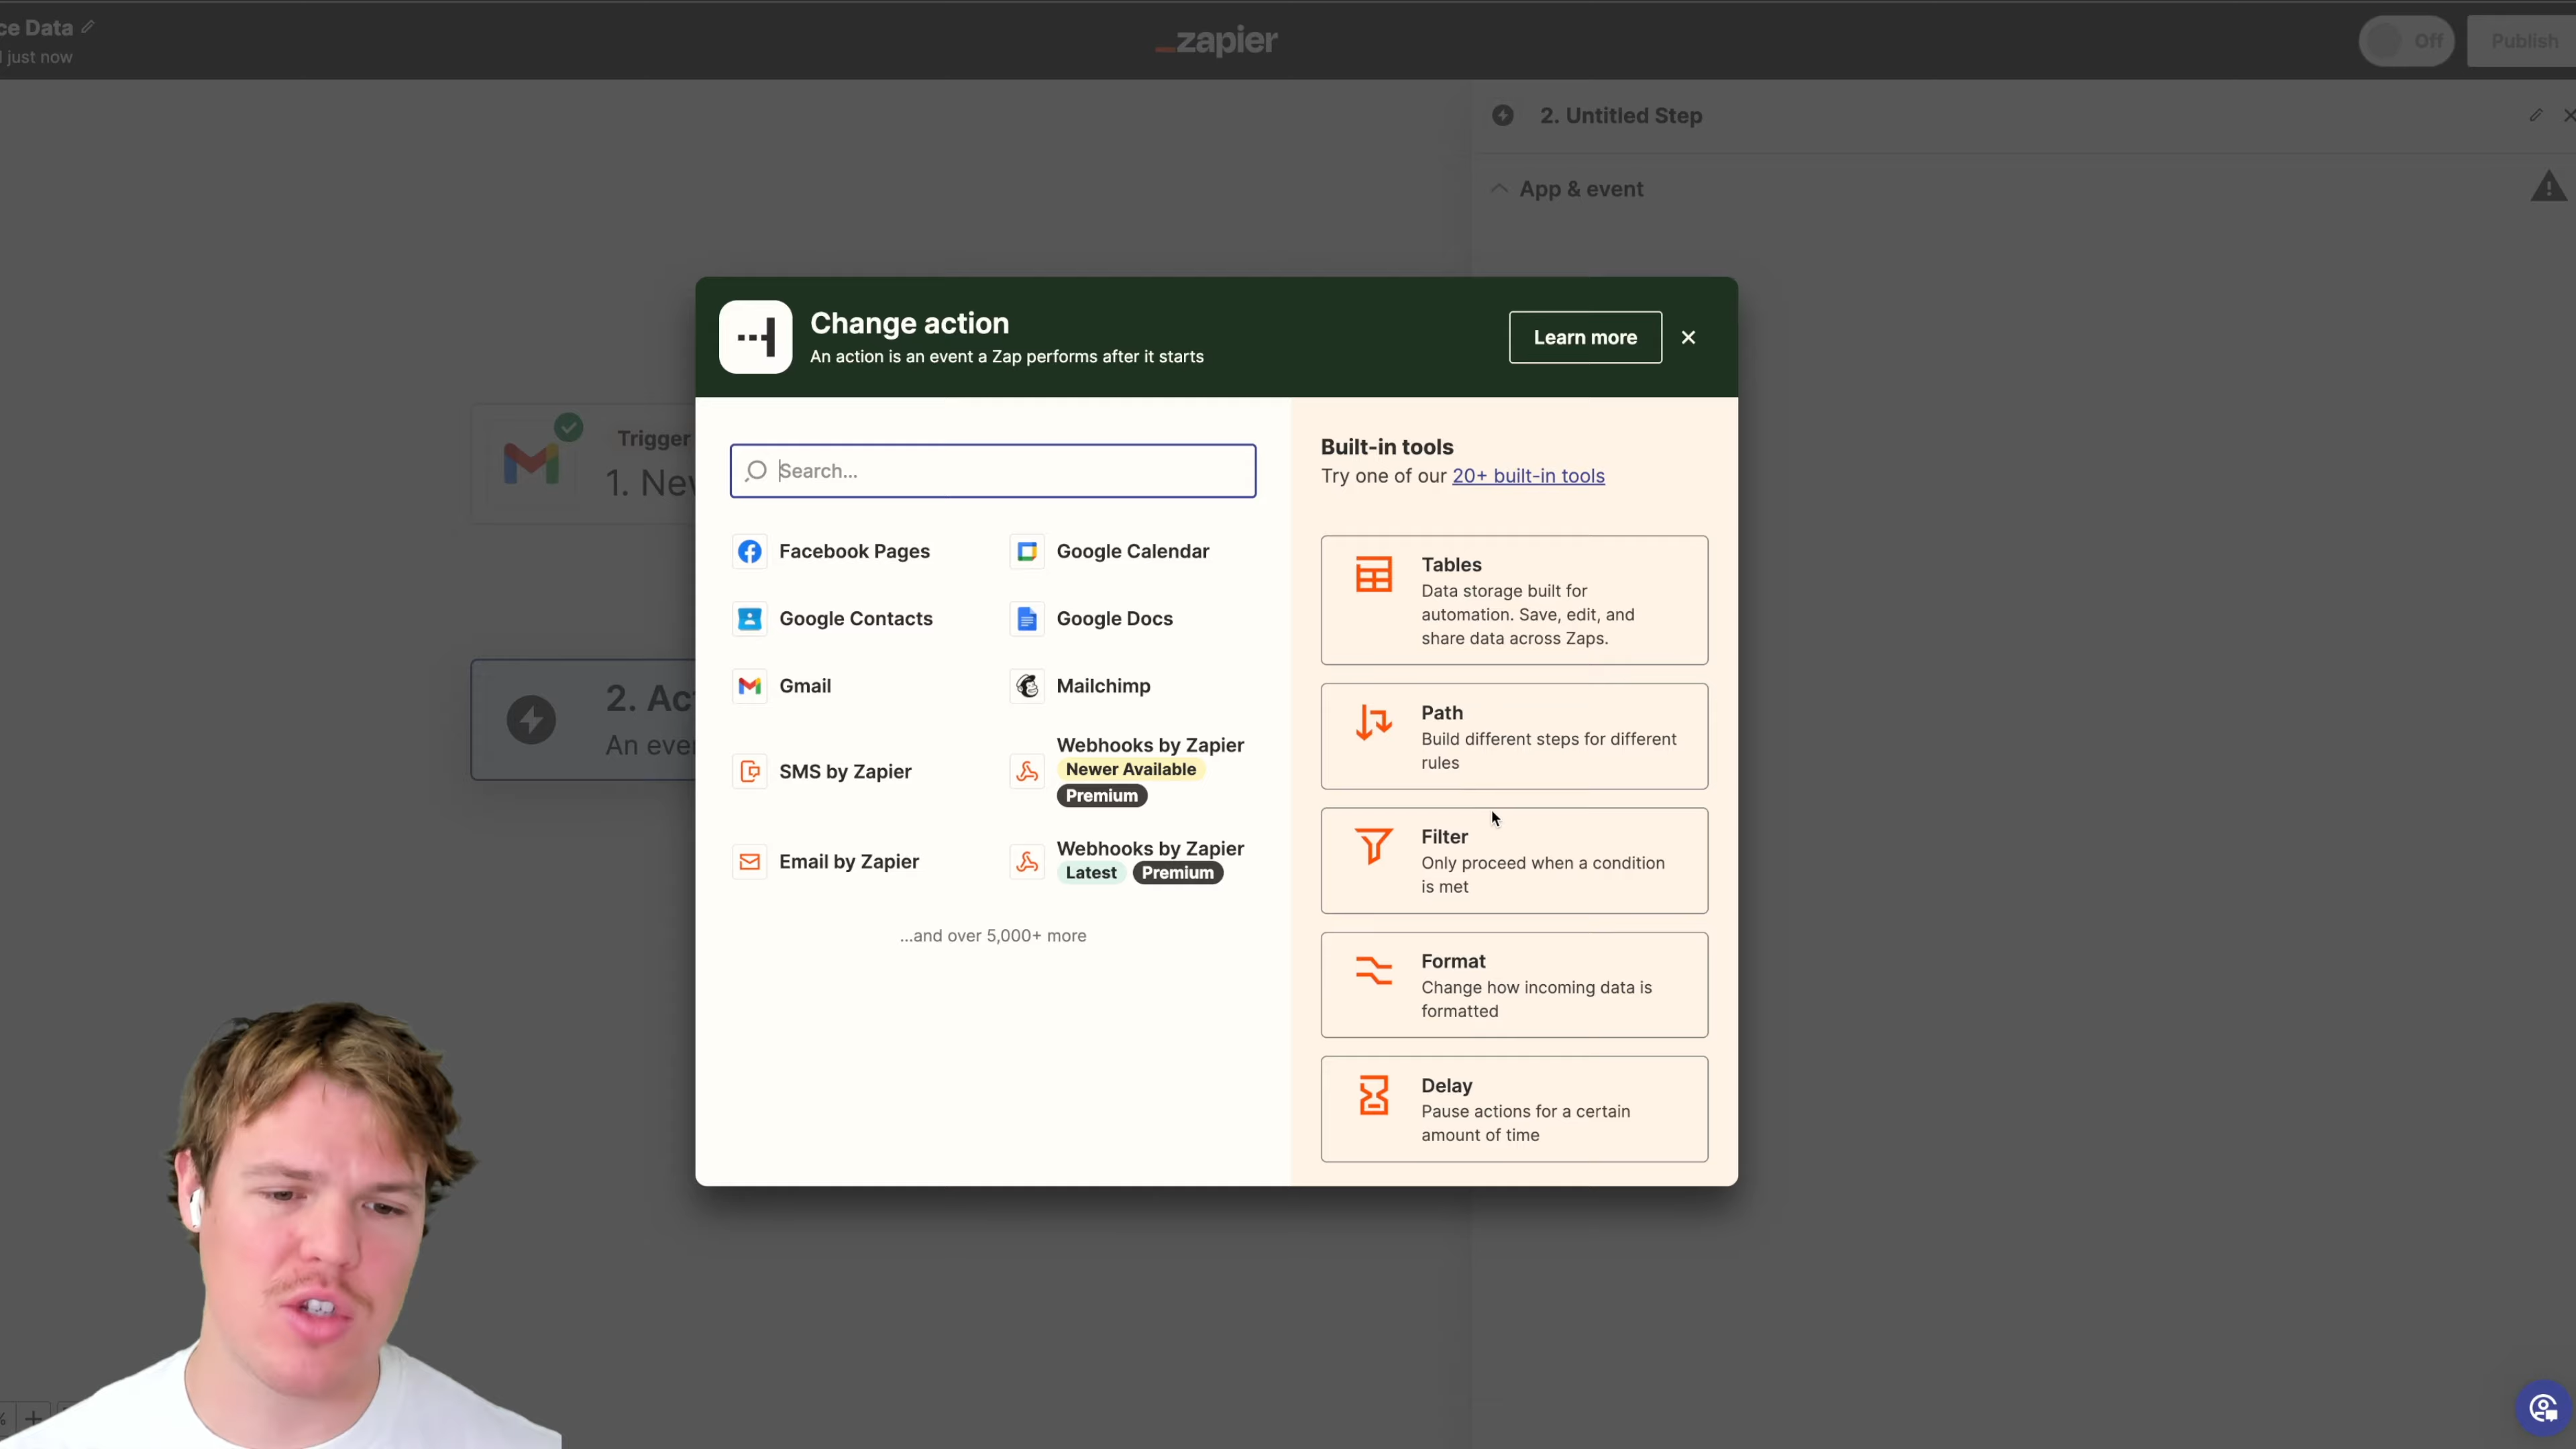 ce Data
just now
zapier
Off
Publish
2. Untitled Step
App & event
Change action
An action is an event a Zap performs after it starts
Learn more
Trigger
1. New
2. Act
An even
Search...
Facebook Pages
Google Calendar
Google Contacts
Google Docs
Gmail
Mailchimp
SMS by Zapier
Webhooks by Zapier
Newer Available
Premium
Email by Zapier
Webhooks by Zapier
Latest
Premium
...and over 5,000+ more
Built-in tools
Try one of our 20+ built-in tools
Tables
Data storage built for
automation. Save, edit, and
share data across Zaps.
Path
Build different steps for different
rules
Filter
Only proceed when a condition
is met
Format
Change how incoming data is
formatted
Delay
Pause actions for a certain
amount of time